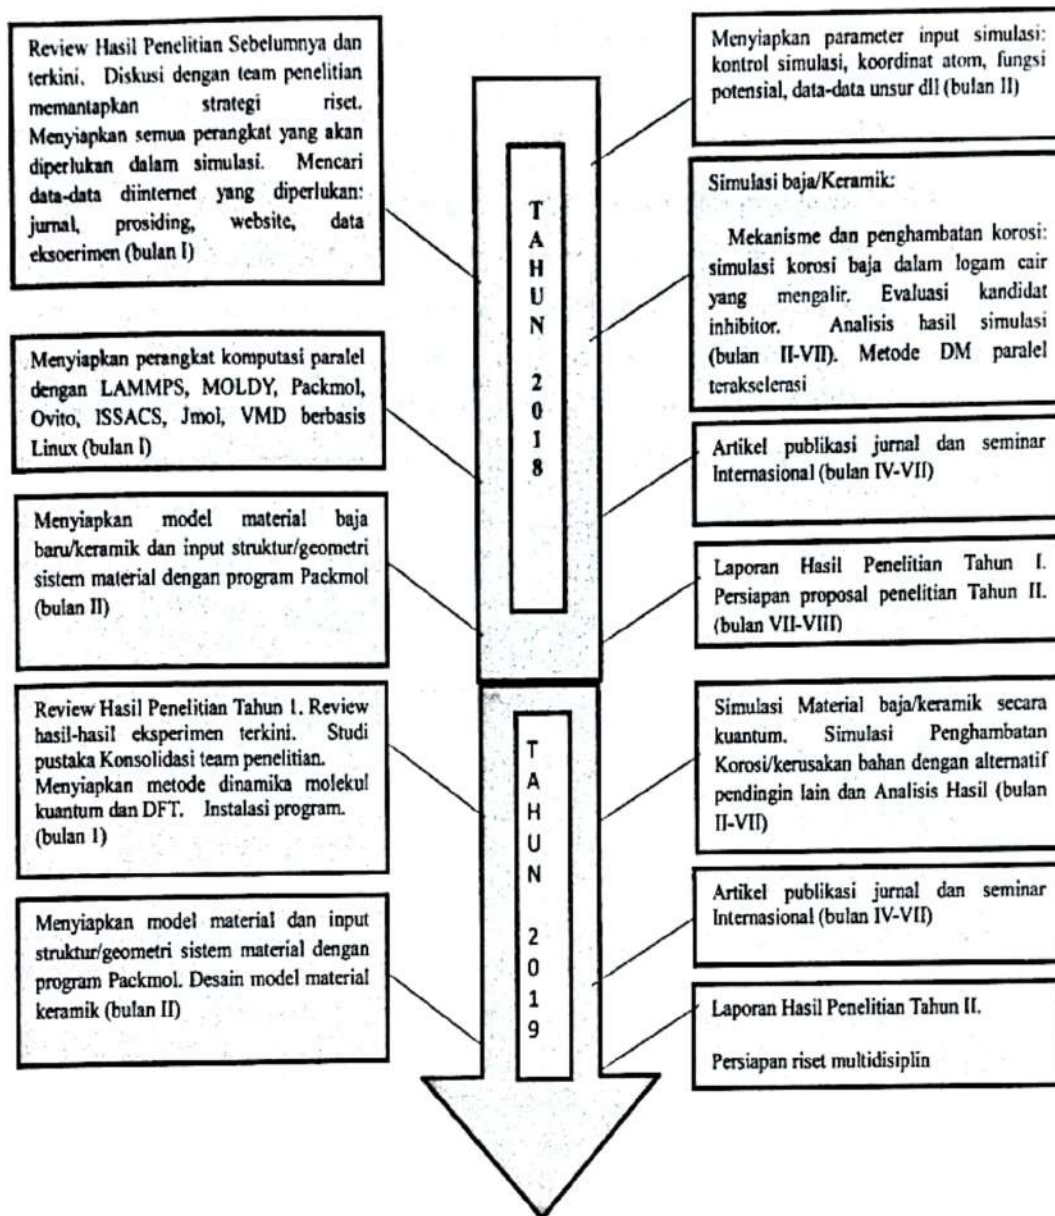 Review Hasil Penelitian Sebelumnya dan
terkini. Diskusi dengan team penelitian
memantapkan strategi riset.
Menyiapkan semua perangkat yang akan
diperlukan dalam simulasi. Mencari
data-data diinternet yang diperlukan:
jurnal, prosiding, website, data
eksoerimen (bulan I)
Menyiapkan perangkat komputasi paralel
dengan LAMMPS, MOLDY, Packmol,
Ovito, ISSACS, Jmol, VMD berbasis
Linux (bulan I)
Menyiapkan model material baja
baru/keramik dan input struktur/geometri
sistem material dengan program Packmol
(bulan II)
TAHUN 2018
Menyiapkan parameter input simulasi:
kontrol simulasi, koordinat atom, fungsi
potensial, data-data unsur dll (bulan II)
Simulasi baja/Keramik:
Mekanisme dan penghambatan korosi:
simulasi korosi baja dalam logam cair
yang mengalir. Evaluasi kandidat
inhibitor. Analisis hasil simulasi
(bulan II-VII). Metode DM paralel
terakselerasi
Artikel publikasi jurnal dan seminar
Internasional (bulan IV-VII)
Laporan Hasil Penelitian Tahun I.
Persiapan proposal penelitian Tahun II.
(bulan VII-VIII)
Review Hasil Penelitian Tahun 1. Review
hasil-hasil eksperimen terkini. Studi
pustaka Konsolidasi team penelitian.
Menyiapkan metode dinamika molekul
kuantum dan DFT. Instalasi program.
(bulan 1)
Menyiapkan model material dan input
struktur/geometri sistem material dengan
program Packmol. Desain model material
keramik (bulan II)
TAHUN 2019
Simulasi Material baja/keramik secara
kuantum. Simulasi Penghambatan
Korosi/kerusakan bahan dengan alternatif
pendingin lain dan Analisis Hasil (bulan
II-VII)
Artikel publikasi jurnal dan seminar
Internasional (bulan IV-VII)
Laporan Hasil Penelitian Tahun II.
Persiapan riset multidisiplin